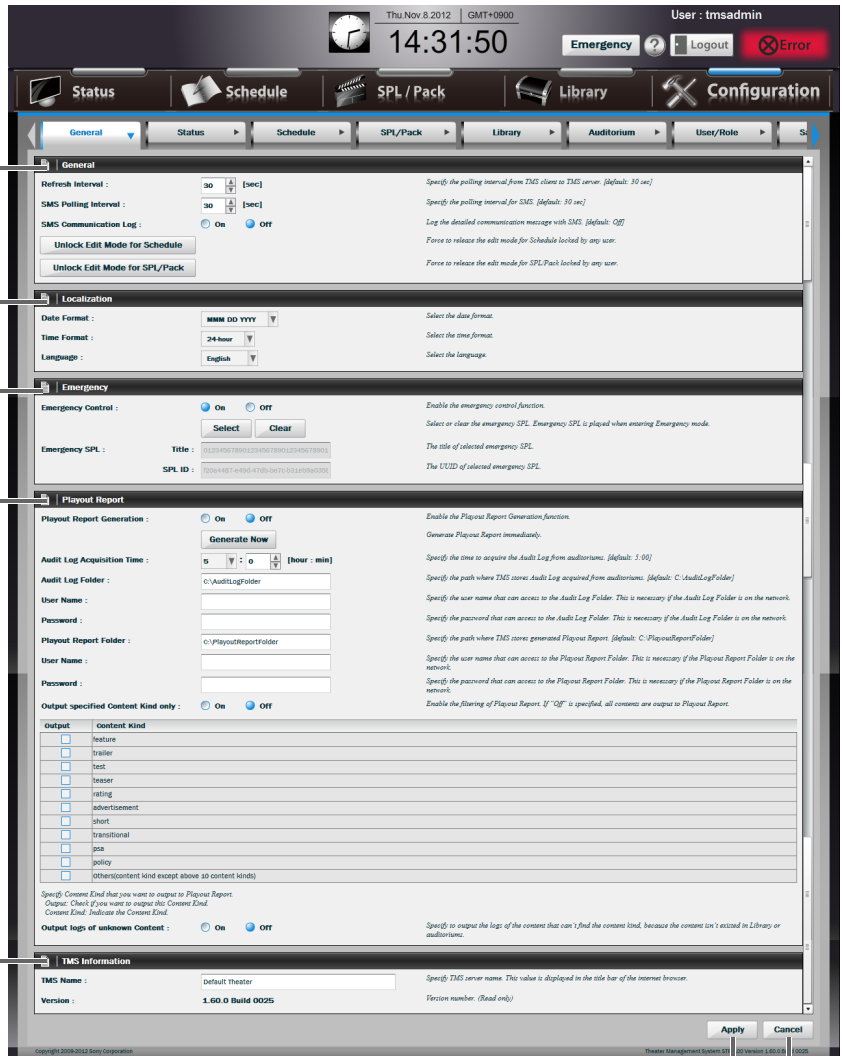 Thu.Nov.8.2012 GMT+0900
User : tmsadmin
14:31:50
Emergency ? Logout Error
Status Schedule SPL / Pack Library Configuration
General Status Schedule SPL/Pack Library Auditorium User/Role
General
Refresh Interval : 30 [sec] Specify the polling interval from TMS client to TMS server. [default: 30 sec]
SMS Polling Interval : 30 [sec] Specify the polling interval for SMS. [default: 30 sec]
SMS Communication Log : On Off Log the detailed communication message with SMS. [default: Off]
Unlock Edit Mode for Schedule Force to release the edit mode for Schedule locked by any user.
Unlock Edit Mode for SPL/Pack Force to release the edit mode for SPL/Pack locked by any user.
Localization
Date Format : MMM DD YYYY Select the date format.
Time Format : 24-hour Select the time format.
Language : English Select the language.
Emergency
Emergency Control : On Off Enable the emergency control function.
Select Clear Select or clear the emergency SPL. Emergency SPL is played when entering Emergency mode.
Emergency SPL : Title : 01234567890123456789012345678901 The title of selected emergency SPL.
SPL ID : The UUID of selected emergency SPL.
Playout Report
Playout Report Generation : On Off Enable the Playout Report Generation function.
Generate Now Generate Playout Report immediately.
Audit Log Acquisition Time : 5 : 0 [hour : min] Specify the time to acquire the Audit Log from auditoriums. [default: 5:00]
Audit Log Folder : C:\AuditLogFolder Specify the path where TMS stores Audit Log acquired from auditoriums. [default: C:\AuditLogFolder]
User Name : Specify the user name that can access to the Audit Log Folder. This is necessary if the Audit Log Folder is on the network.
Password : Specify the password that can access to the Audit Log Folder. This is necessary if the Audit Log Folder is on the network.
Playout Report Folder : C:\PlayoutReportFolder Specify the path where TMS stores generated Playout Report. [default: C:\PlayoutReportFolder]
User Name : Specify the user name that can access to the Playout Report Folder. This is necessary if the Playout Report Folder is on the
network.
Password : Specify the password that can access to the Playout Report Folder. This is necessary if the Playout Report Folder is on the
network.
Output specified Content Kind only : On Off Enable the filtering of Playout Report. If "Off" is specified, all contents are output to Playout Report.
Output Content Kind
feature
trailer
test
teaser
rating
advertisement
short
transitional
psa
policy
Others(content kind except above 10 content kinds)
Specify Content Kind that you want to output to Playout Report.
Output: Check if you want to output this Content Kind.
Content Kind: Indicate the Content Kind.
Output logs of unknown Content : On Off Specify to output the logs of the content that can't find the content kind, because the content isn't existed in Library or
auditoriums.
TMS Information
TMS Name : Default Theater Specify TMS server name. This value is displayed in the title bar of the internet browser.
Version : 1.60.0 Build 0025 Version number. (Read only)
Apply Cancel
Copyright 2009-2012 Sony Corporation Theater Management System Version 1.60.0 0025